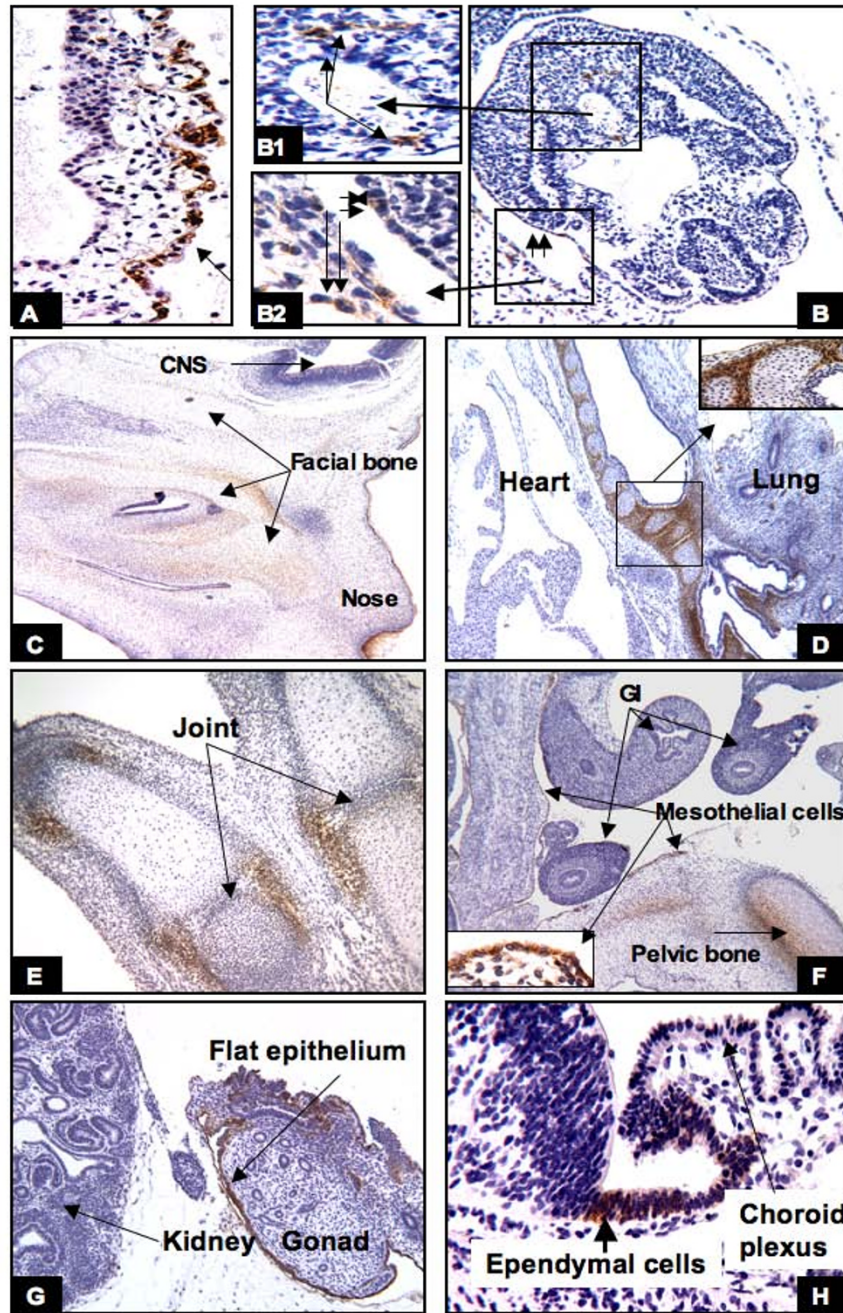 A
B1
B2
B
CNS
Facial bone
Nose
C
Heart
Lung
D
Joint
E
GI
Mesothelial cells
Pelvic bone
F
Flat epithelium
Kidney
Gonad
G
Choroid
plexus
Ependymal cells
H